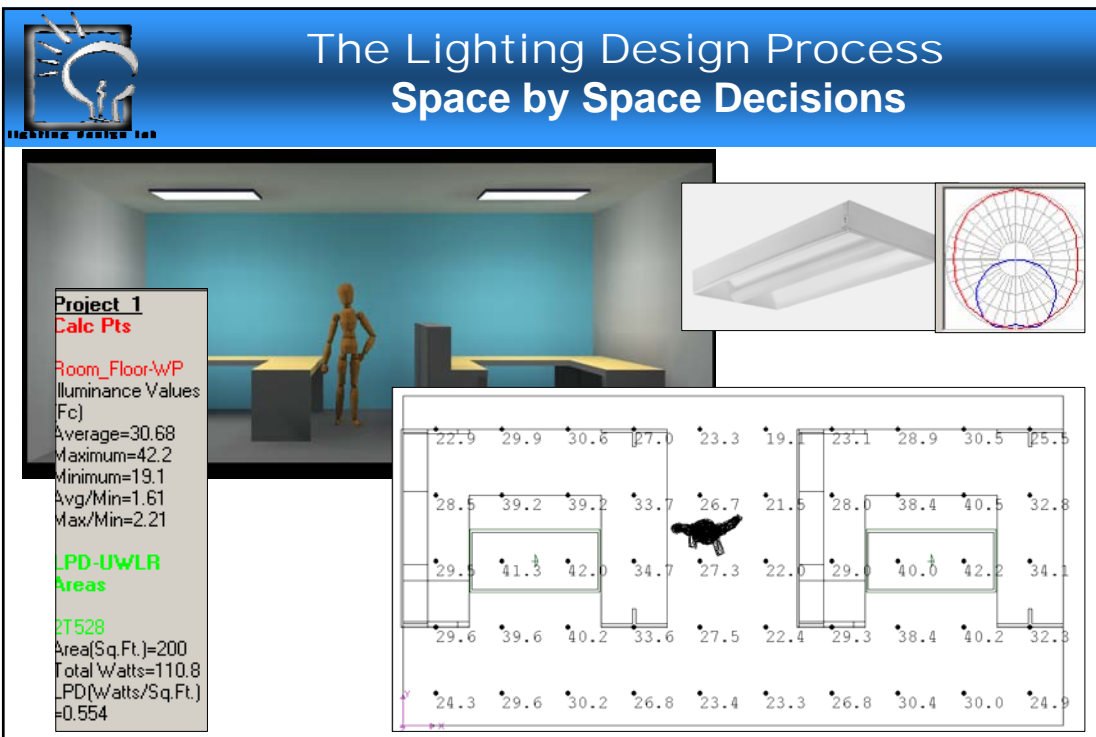 The Lighting Design Process
Space by Space Decisions
lighting design lab
Project_1
Calc Pts
Room_Floor-WP
Illuminance Values
(Fc)
Average=30.68
Maximum=42.2
Minimum=19.1
Avg/Min=1.61
Max/Min=2.21
LPD-UWLR
Areas
2T528
Area(Sq.Ft.)=200
Total Watts=110.8
LPD(Watts/Sq.Ft.)
=0.554
22.9 29.9 30.6 27.0 23.3 19.1 23.1 28.9 30.5 25.5
28.5 39.2 39.2 33.7 26.7 21.5 28.0 38.4 40.5 32.8
29.5 41.3 42.0 34.7 27.3 22.0 29.0 40.0 42.2 34.1
29.6 39.6 40.2 33.6 27.5 22.4 29.3 38.4 40.2 32.3
Y
24.3 29.6 30.2 26.8 23.4 23.3 26.8 30.4 30.0 24.9
X